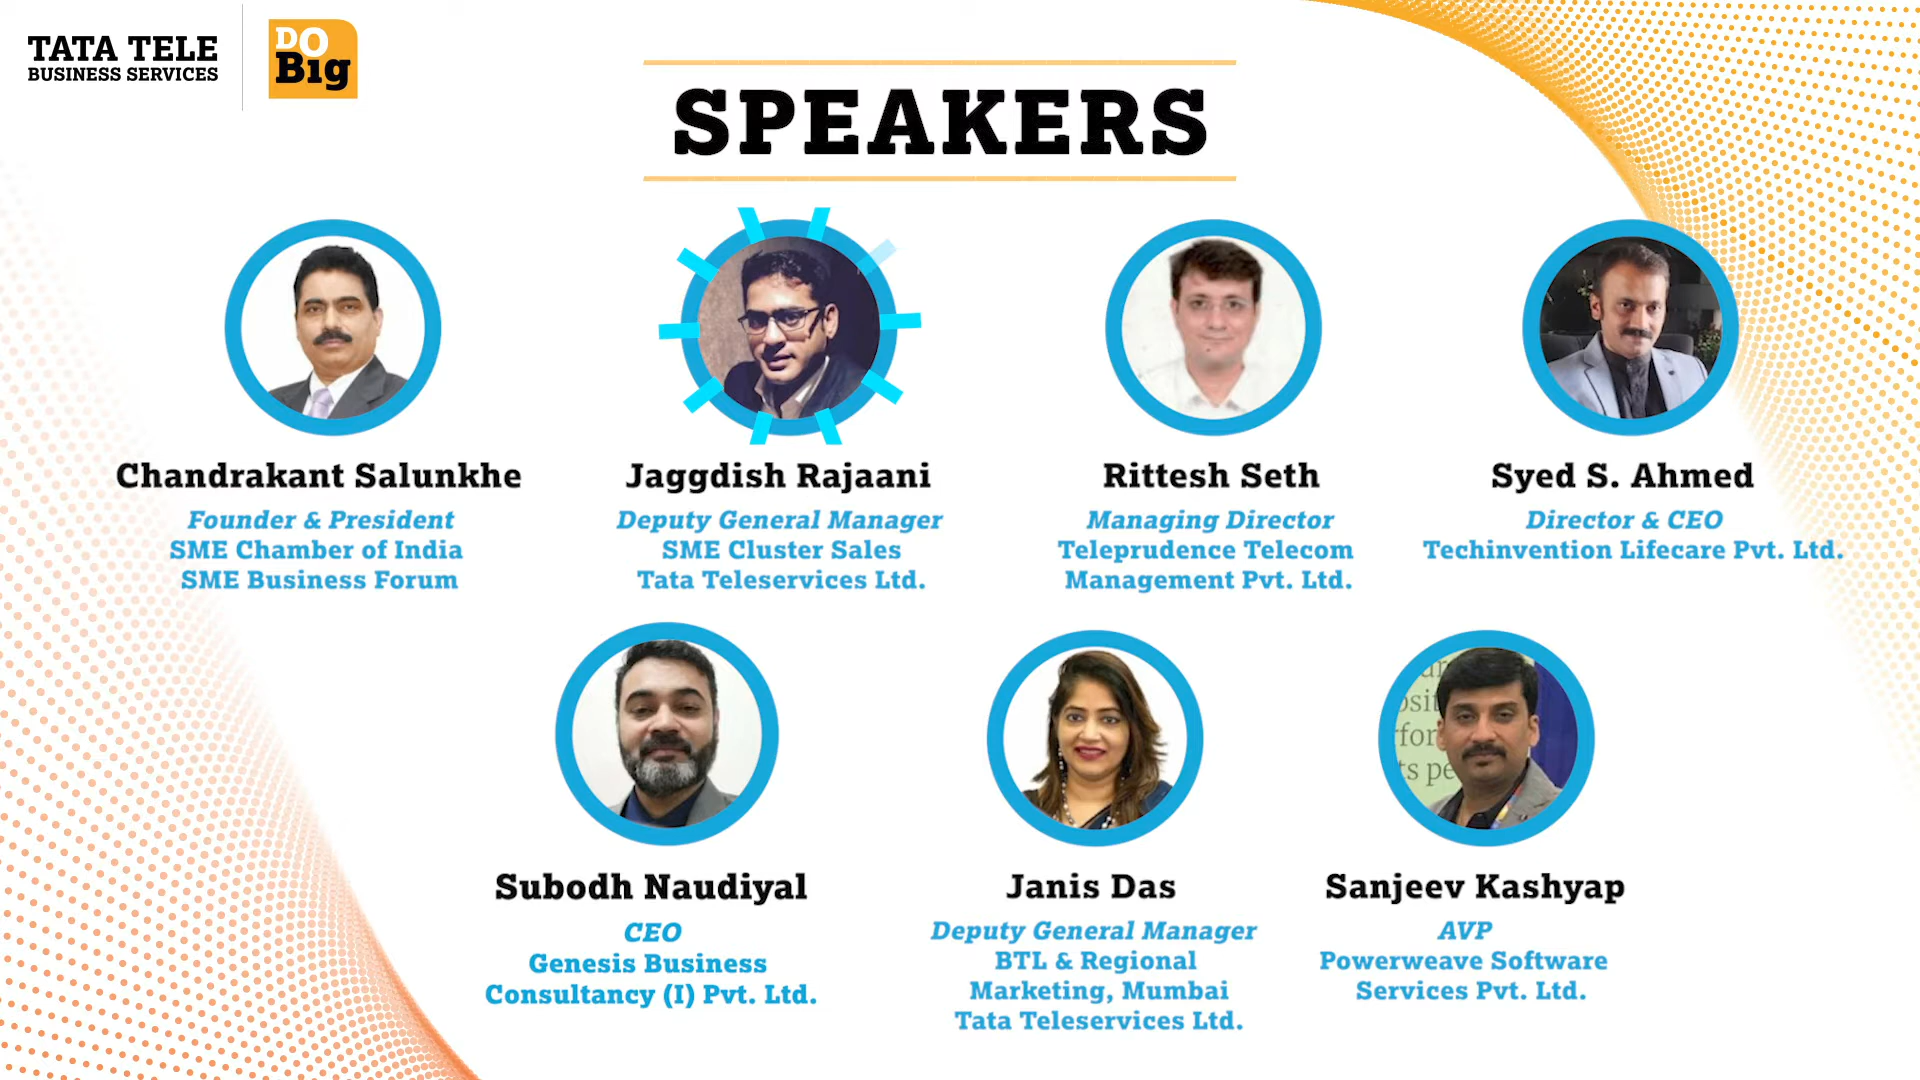 TATA TELE
BUSINESS SERVICES
DO
Big
SPEAKERS
Chandrakant Salunkhe
Founder & President
SME Chamber of India
SME Business Forum
Jaggdish Rajaani
Deputy General Manager
SME Cluster Sales
Tata Teleservices Ltd.
Rittesh Seth
Managing Director
Teleprudence Telecom
Management Pvt. Ltd.
Syed S. Ahmed
Director & CEO
Techinvention Lifecare Pvt. Ltd.
Subodh Naudiyal
CEO
Genesis Business
Consultancy (I) Pvt. Ltd.
Janis Das
Deputy General Manager
BTL & Regional
Marketing, Mumbai
Tata Teleservices Ltd.
Sanjeev Kashyap
AVP
Powerweave Software
Services Pvt. Ltd.